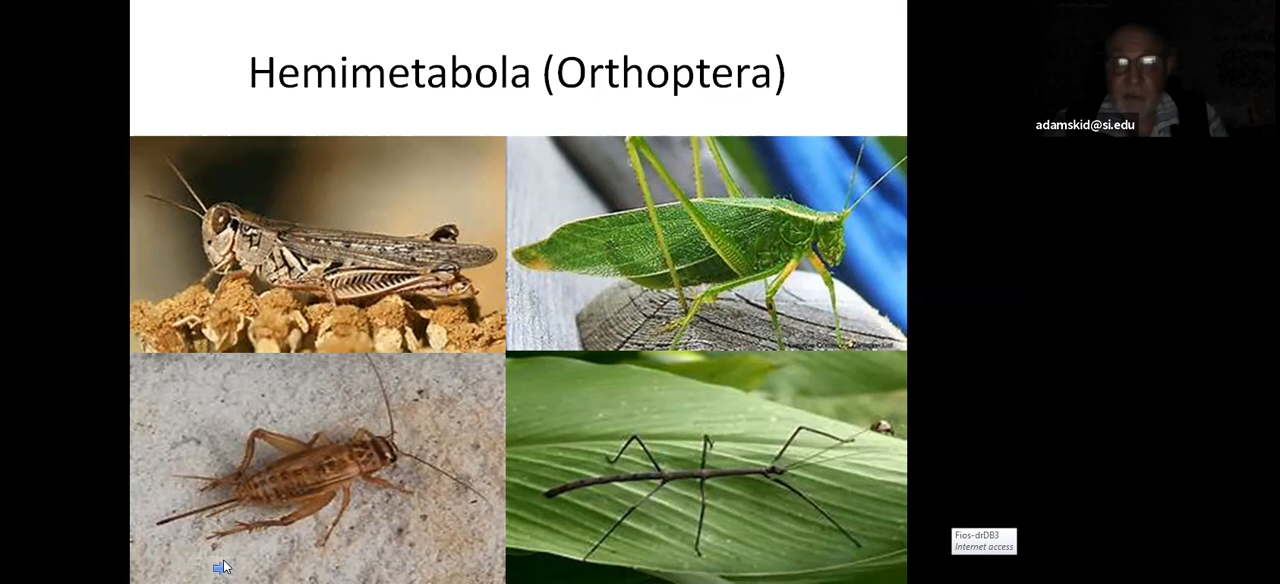 Hemimetabola (Orthoptera)
adamskid@si.edu
Fios-drDB3
Internet access